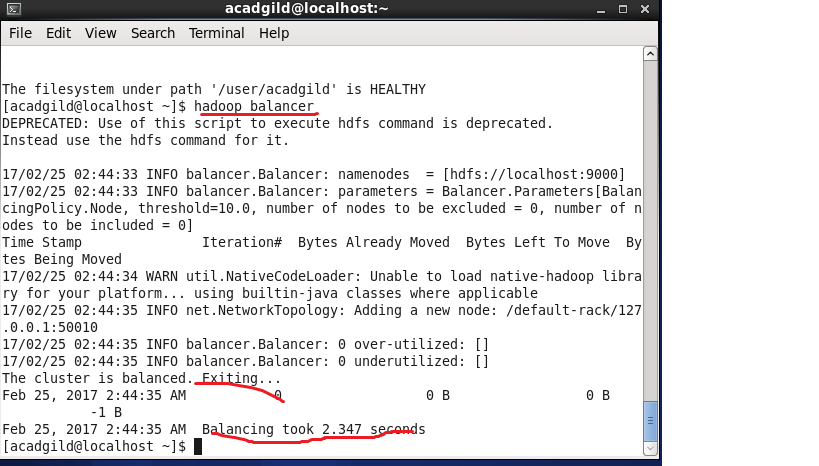 acadgild@localhost:~
File Edit View Search Terminal Help
The filesystem under path '/user/acadgild' is HEALTHY
[acadgild@localhost ~]$ hadoop balancer
DEPRECATED: Use of this script to execute hdfs command is deprecated.
Instead use the hdfs command for it.
17/02/25 02:44:33 INFO balancer.Balancer: namenodes  = [hdfs://localhost:9000]
17/02/25 02:44:33 INFO balancer.Balancer: parameters = Balancer.Parameters[Balan
cingPolicy.Node, threshold=10.0, number of nodes to be excluded = 0, number of n
odes to be included = 0]
Time Stamp               Iteration#  Bytes Already Moved  Bytes Left To Move  By
tes Being Moved
17/02/25 02:44:34 WARN util.NativeCodeLoader: Unable to load native-hadoop libra
ry for your platform... using builtin-java classes where applicable
17/02/25 02:44:35 INFO net.NetworkTopology: Adding a new node: /default-rack/127
.0.0.1:50010
17/02/25 02:44:35 INFO balancer.Balancer: 0 over-utilized: []
17/02/25 02:44:35 INFO balancer.Balancer: 0 underutilized: []
The cluster is balanced. Exiting...
Feb 25, 2017 2:44:35 AM           0                  0 B                 0 B
           -1 B
Feb 25, 2017 2:44:35 AM  Balancing took 2.347 seconds
[acadgild@localhost ~]$